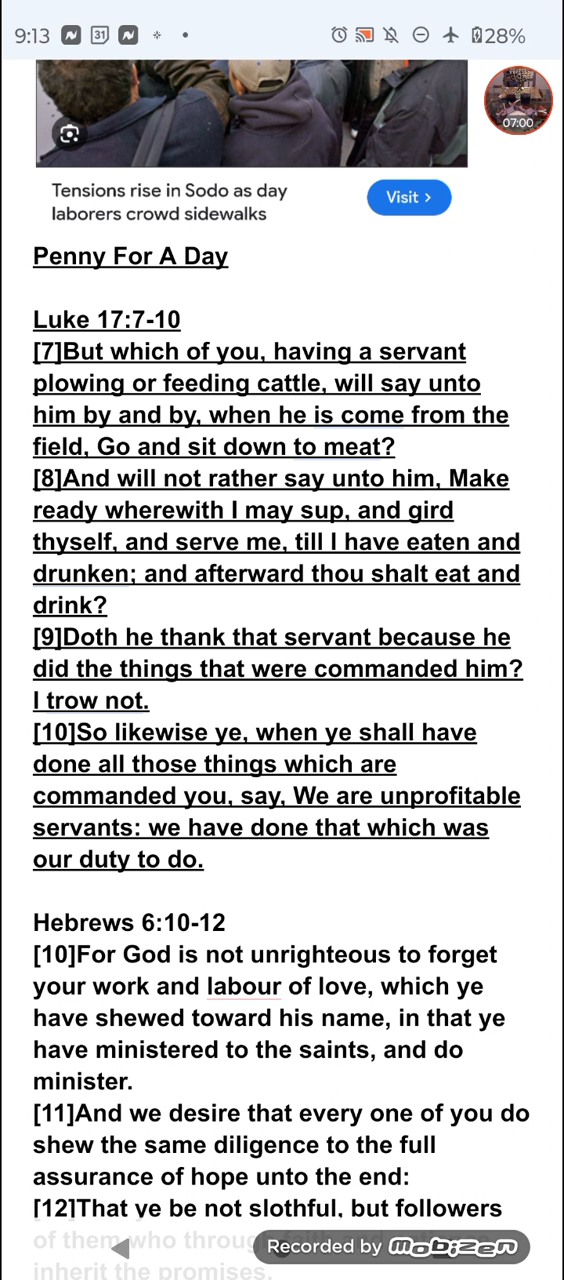 9:13
31
28%
07:00
Tensions rise in Sodo as day
laborers crowd sidewalks
Visit >
Penny For A Day
Luke 17:7-10
[7]But which of you, having a servant
plowing or feeding cattle, will say unto
him by and by, when he is come from the
field, Go and sit down to meat?
[8]And will not rather say unto him, Make
ready wherewith I may sup, and gird
thyself, and serve me, till I have eaten and
drunken; and afterward thou shalt eat and
drink?
[9]Doth he thank that servant because he
did the things that were commanded him?
I trow not.
[10]So likewise ye, when ye shall have
done all those things which are
commanded you, say, We are unprofitable
servants: we have done that which was
our duty to do.
Hebrews 6:10-12
[10]For God is not unrighteous to forget
your work and labour of love, which ye
have shewed toward his name, in that ye
have ministered to the saints, and do
minister.
[11]And we desire that every one of you do
shew the same diligence to the full
assurance of hope unto the end:
[12]That ye be not slothful, but followers
of them who through faith and
inherit the promises.
Recorded by Mobizen